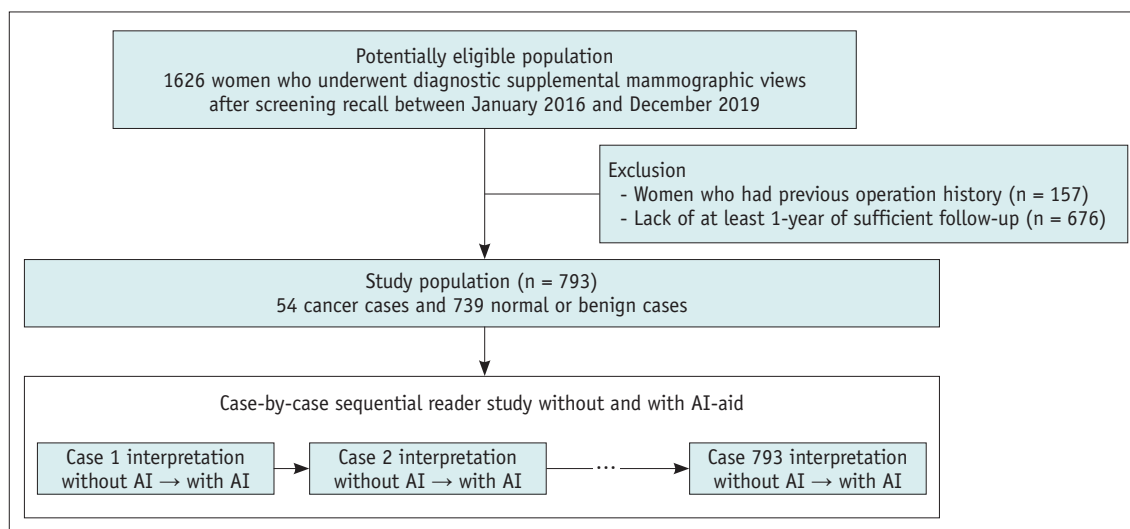 Potentially eligible population
1626 women who underwent diagnostic supplemental mammographic views
after screening recall between January 2016 and December 2019
Exclusion
- Women who had previous operation history (n = 157)
- Lack of at least 1-year of sufficient follow-up (n = 676)
Study population (n = 793)
54 cancer cases and 739 normal or benign cases
Case-by-case sequential reader study without and with AI-aid
Case 1 interpretation
without AI → with AI
Case 2 interpretation
without AI → with AI
...
Case 793 interpretation
without AI → with AI